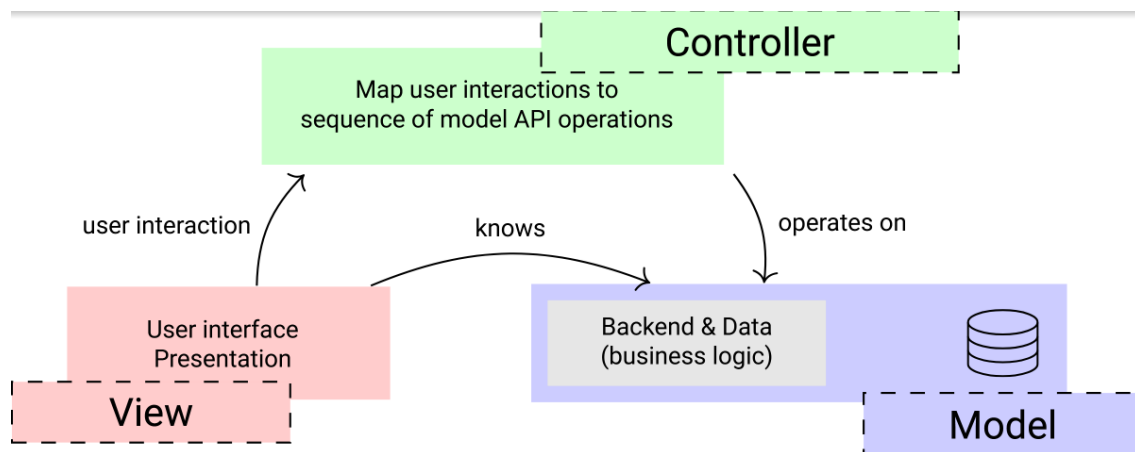 Controller
Map user interactions to
sequence of model API operations
user interaction
knows
operates on
User interface
Presentation
Backend & Data
(business logic)
View
Model